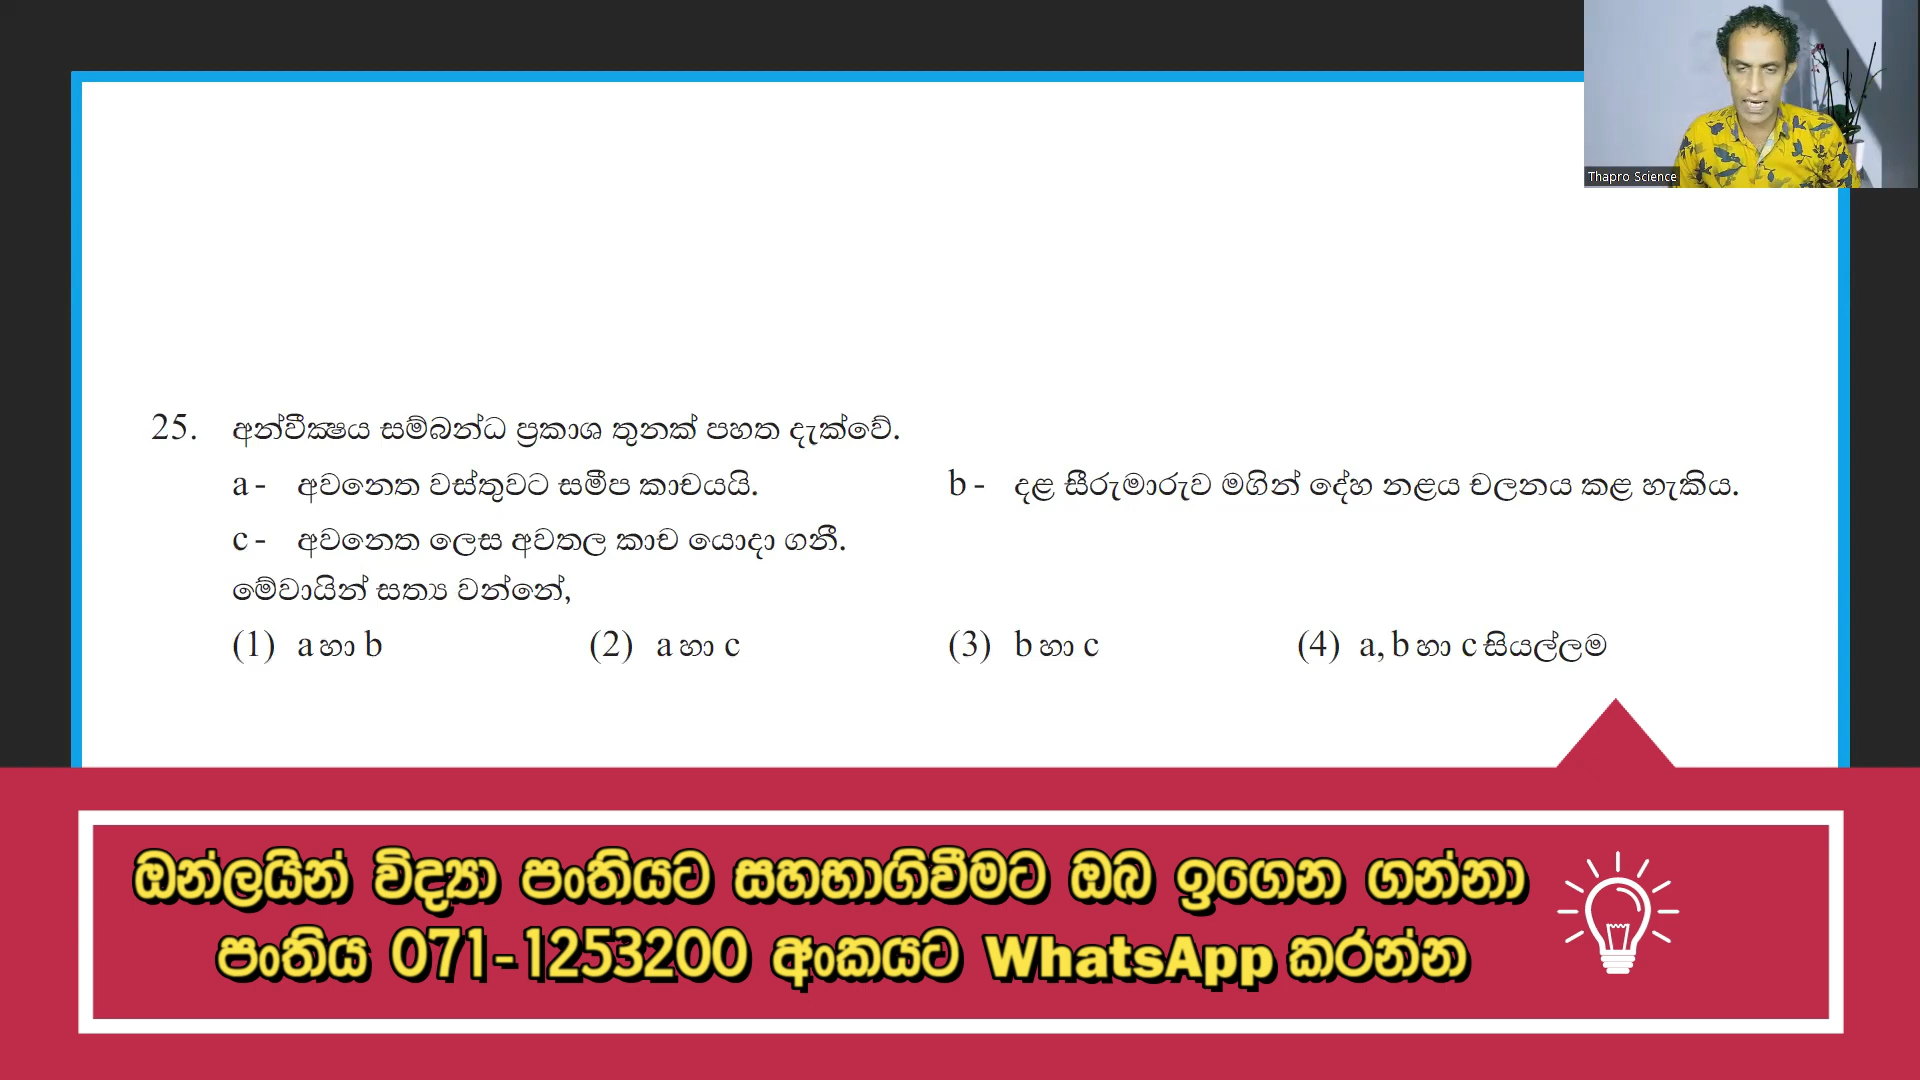 Thapro Science
25. අන්වීක්ෂය සම්බන්ධ ප්‍රකාශ තුනක් පහත දැක්වේ.
a - අවනෙත වස්තුවට සමීප කාචයයි. b - දළ සීරුමාරුව මගින් දේහ නළය චලනය කළ හැකිය.
c - අවනෙත ලෙස අවතල කාච යොදා ගනී.
මේවායින් සත්‍ය වන්නේ,
(1) a හා b (2) a හා c (3) b හා c (4) a, b හා c සියල්ලම
ඔන්ලයින් විද්‍යා පංතියට සහභාගිවීමට ඔබ ඉගෙන ගන්නා
පංතිය 071-1253200 අංකයට WhatsApp කරන්න